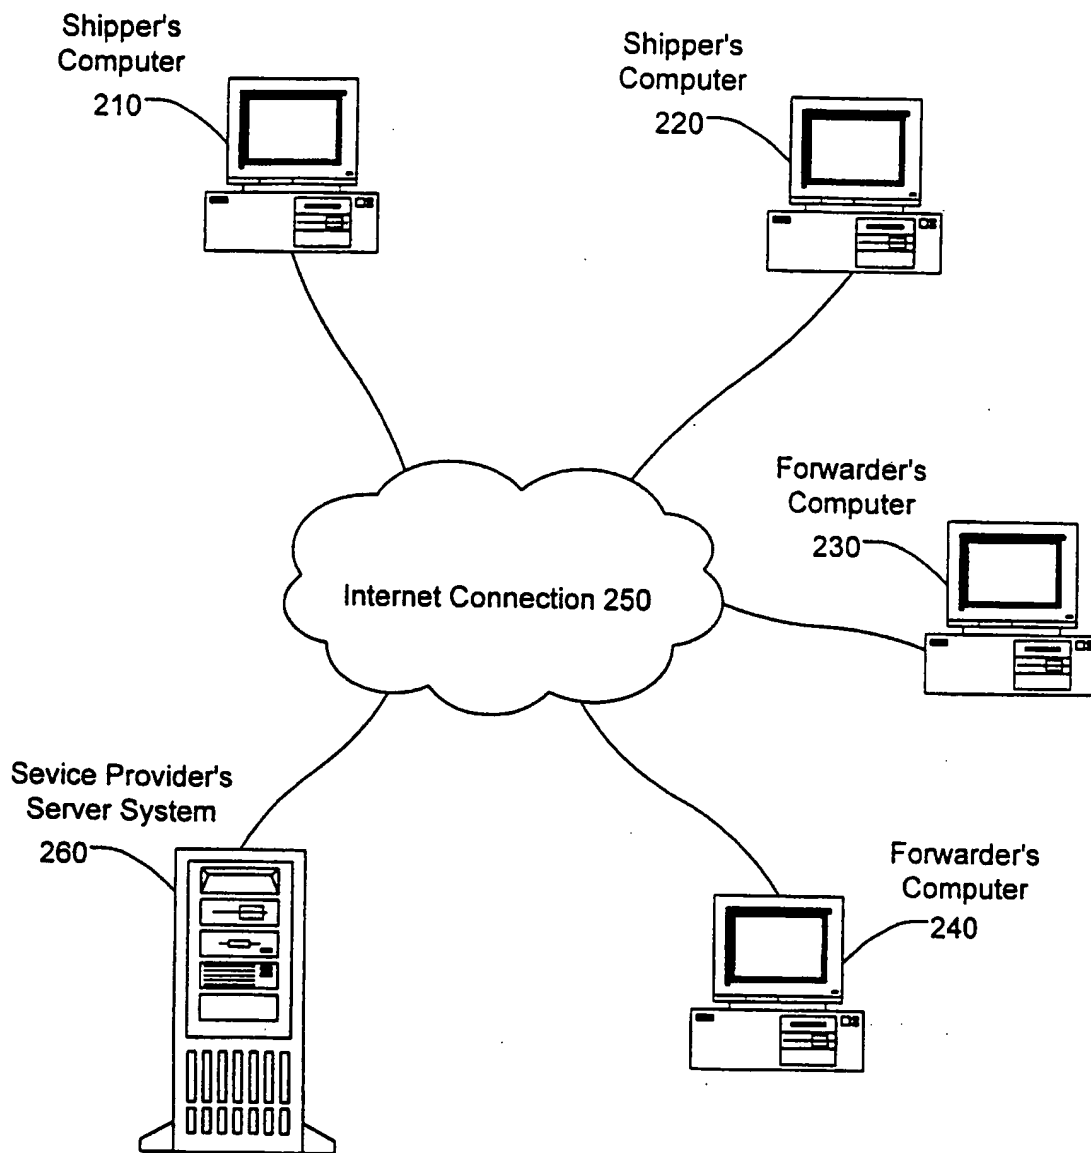 Shipper's
Computer
210
Shipper's
Computer
220
Forwarder's
Computer
230
Internet Connection 250
Sevice Provider's
Server System
260
Forwarder's
Computer
240